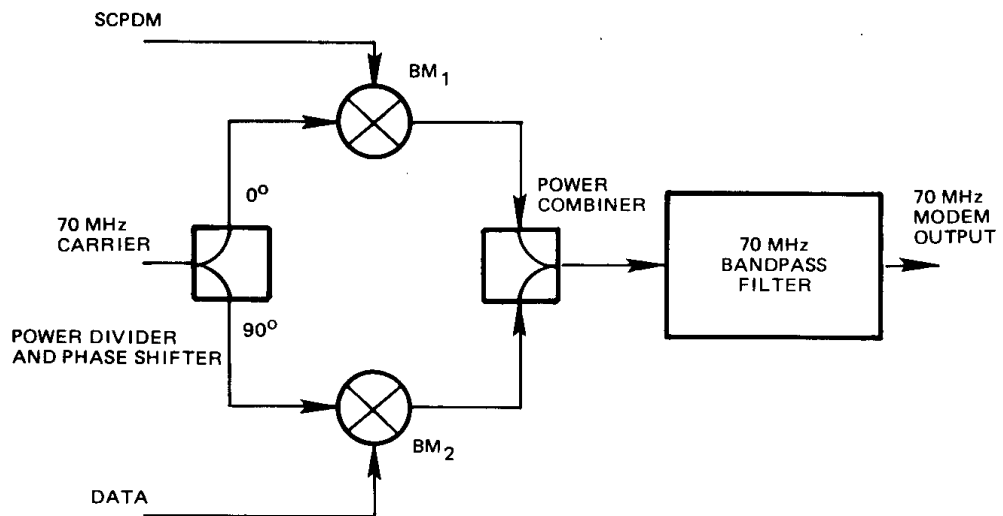 SCPDM
BM1
0°
POWER
COMBINER
70 MHz
CARRIER
70 MHz
MODEM
OUTPUT
70 MHz
BANDPASS
FILTER
90°
POWER DIVIDER
AND PHASE SHIFTER
BM2
DATA